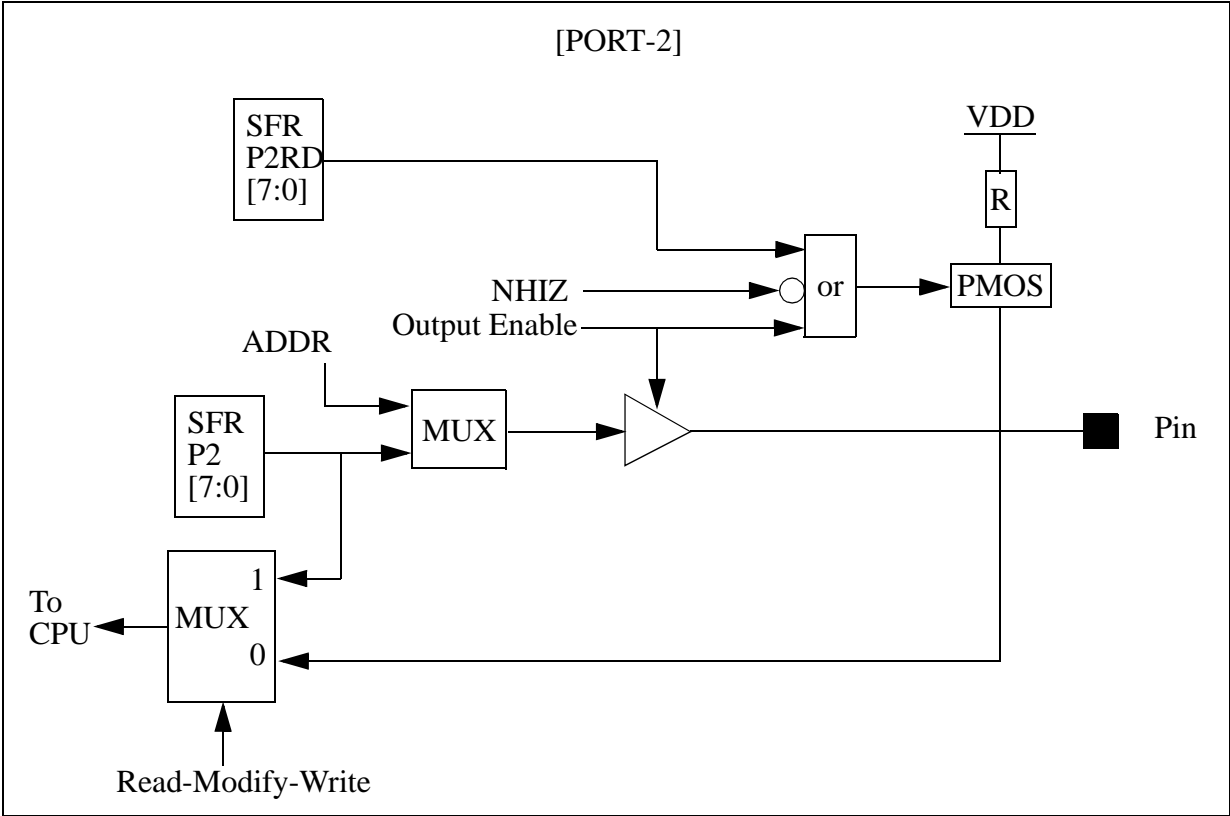 [PORT-2]
SFR
P2RD
[7:0]
VDD
R
NHIZ
or
PMOS
Output Enable
ADDR
SFR
P2
[7:0]
MUX
Pin
1
To
CPU
MUX
0
Read-Modify-Write